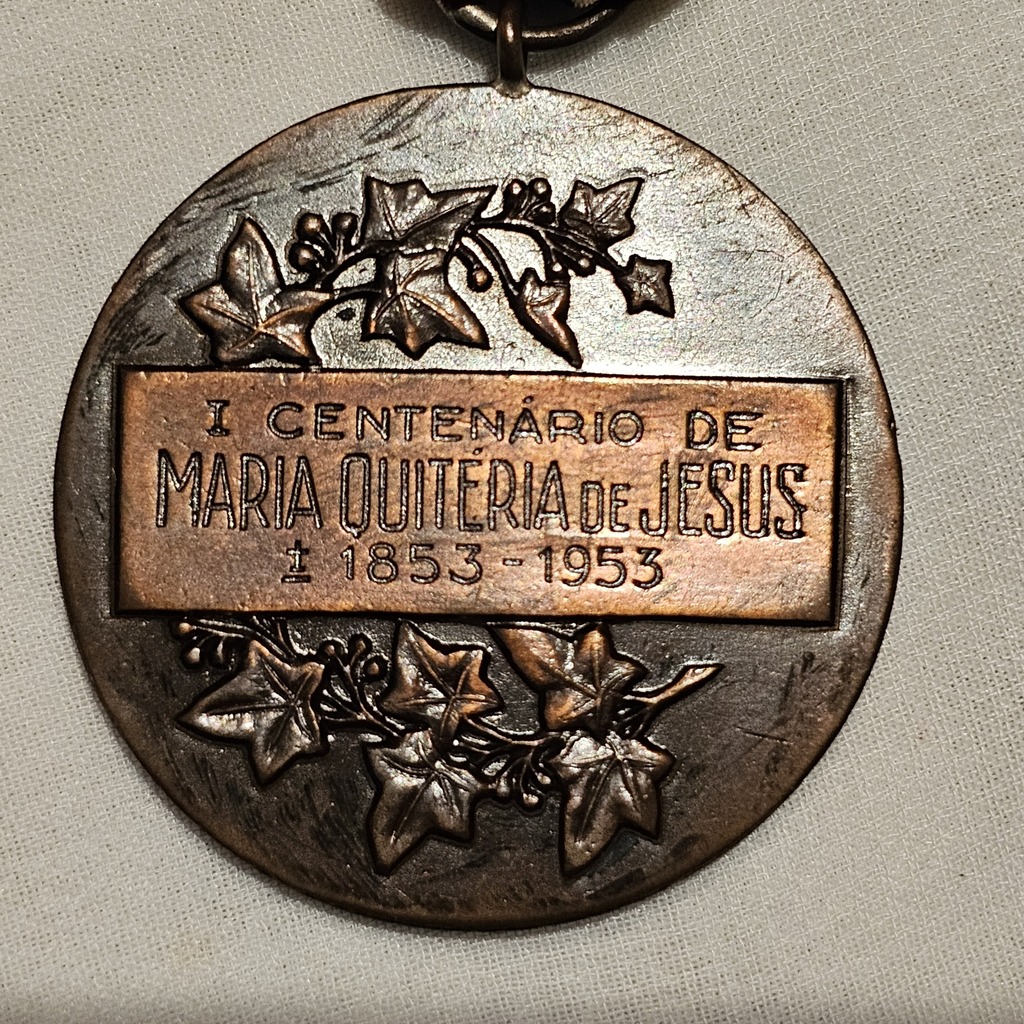 I CENTENÁRIO DE
MARIA QUITÉRIA DE JESUS
± 1853 - 1953